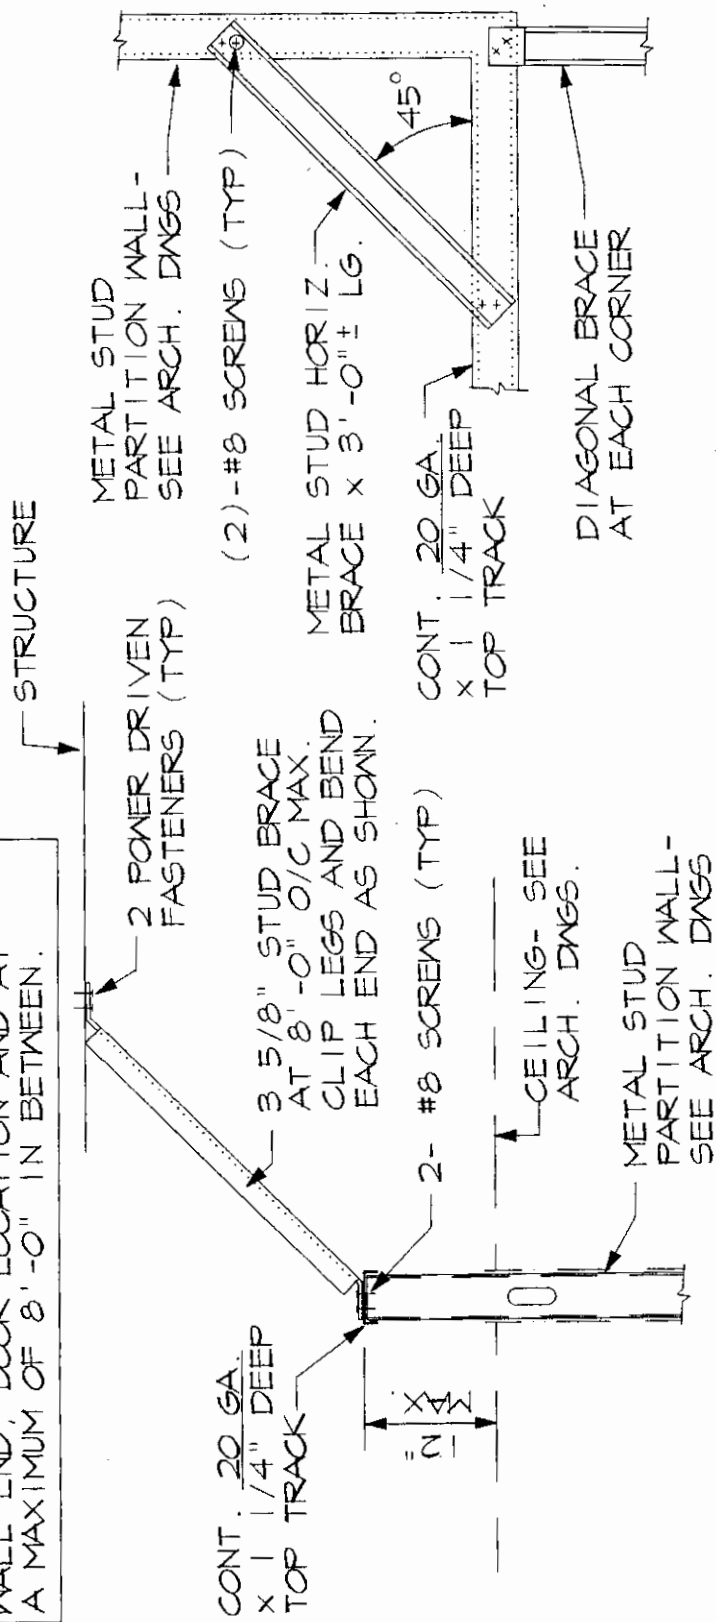 WALL END, DOOR LOCATION AND AT
A MAXIMUM OF 8'-0" IN BETWEEN.
STRUCTURE
2 POWER DRIVEN
FASTENERS (TYP)
3 5/8" STUD BRACE
AT 8'-0" O/C MAX.
CLIP LEGS AND BEND
EACH END AS SHOWN.
2- #8 SCREWS (TYP)
CEILING- SEE
ARCH. DWGS.
METAL STUD
PARTITION WALL-
SEE ARCH. DWGS
CONT. 20 GA.
x 1 1/4" DEEP
TOP TRACK
12"
MAX
METAL STUD
PARTITION WALL-
SEE ARCH. DWGS
(2)-#8 SCREWS (TYP)
METAL STUD HORIZ.
BRACE x 3'-0"± LG.
45°
CONT. 20 GA.
x 1 1/4" DEEP
TOP TRACK
DIAGONAL BRACE
AT EACH CORNER